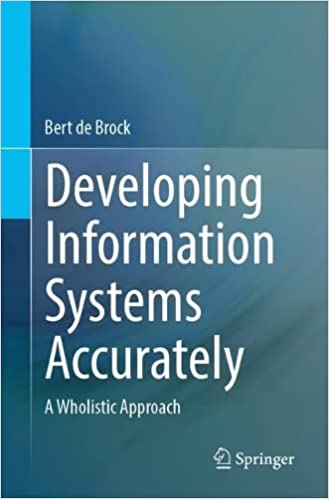 Bert de Brock
Developing
Information
Systems
Accurately
A Wholistic Approach
Springer